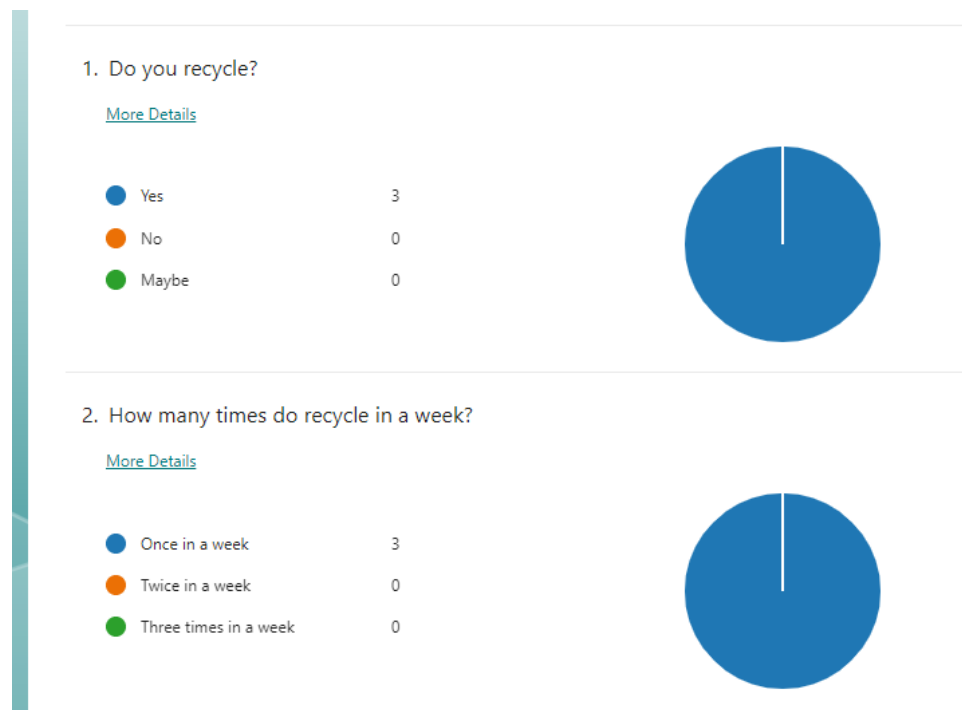 1. Do you recycle?
More Details
Yes 3
No 0
Maybe 0
2. How many times do recycle in a week?
More Details
Once in a week 3
Twice in a week 0
Three times in a week 0